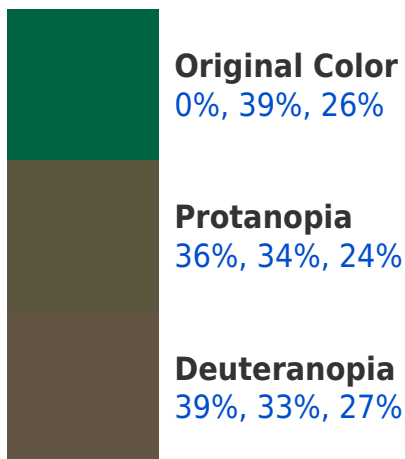 Original Color
0%, 39%, 26%
Protanopia
36%, 34%, 24%
Deuteranopia
39%, 33%, 27%